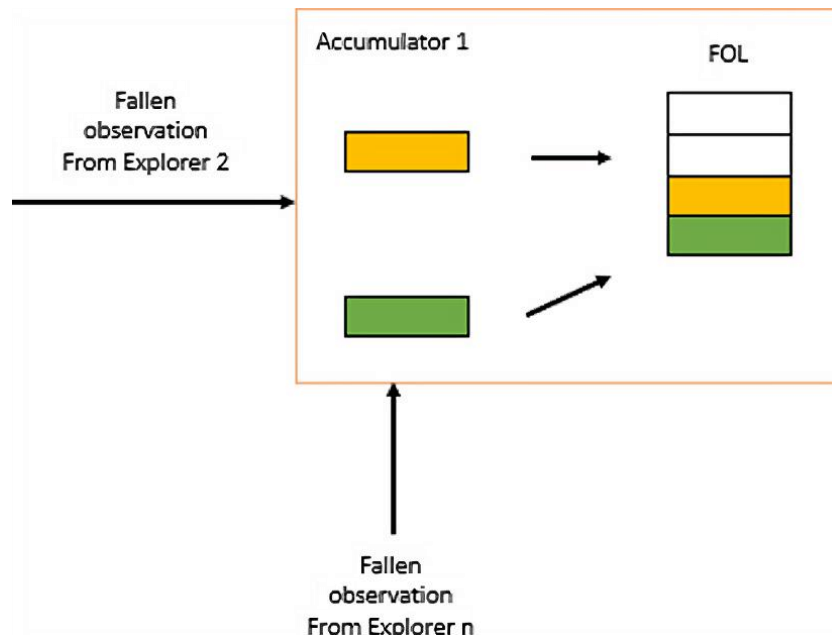 Accumulator 1
FOL
Fallen
observation
From Explorer 2
Fallen
observation
From Explorer n